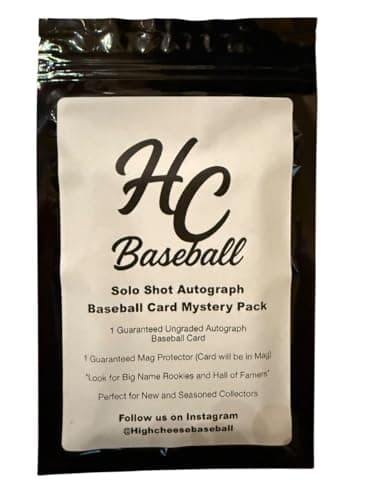 HC
Baseball
Solo Shot Autograph
Baseball Card Mystery Pack
1 Guaranteed Ungraded Autograph
Baseball Card
1 Guaranteed Mag Protector (Card will be in Mag)
"Look for Big Name Rookies and Hall of Famers"
Perfect for New and Seasoned Collectors
Follow us on Instagram
@Highcheesebaseball